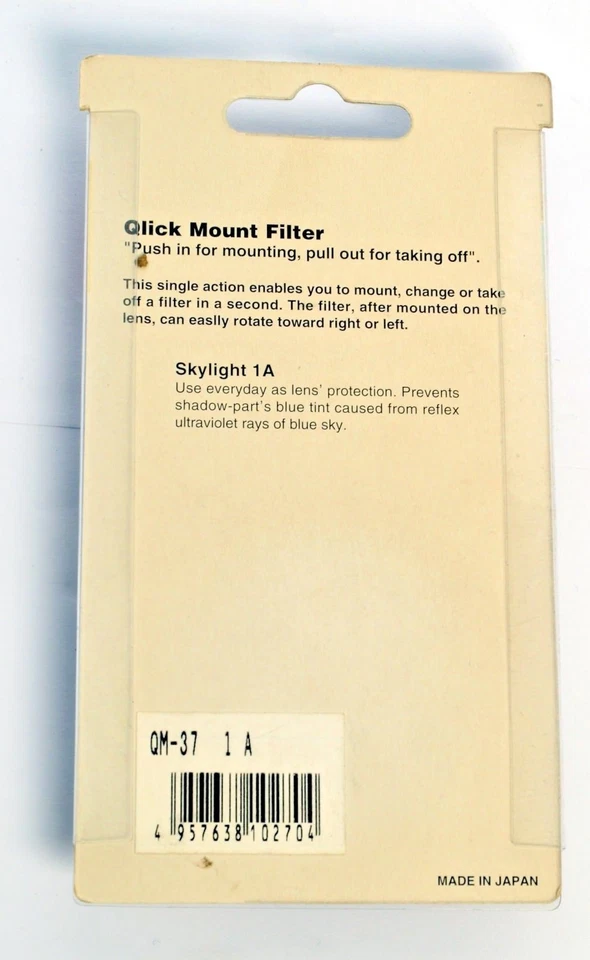 Qlick Mount Filter
"Push in for mounting, pull out for taking off".
This single action enables you to mount, change or take
off a filter in a second. The filter, after mounted on the
lens, can easlly rotate toward right or left.
Skylight 1A
Use everyday as lens' protection. Prevents
shadow-part's blue tint caused from reflex
ultraviolet rays of blue sky.
QM-37 1 A
4 957638 102704
MADE IN JAPAN